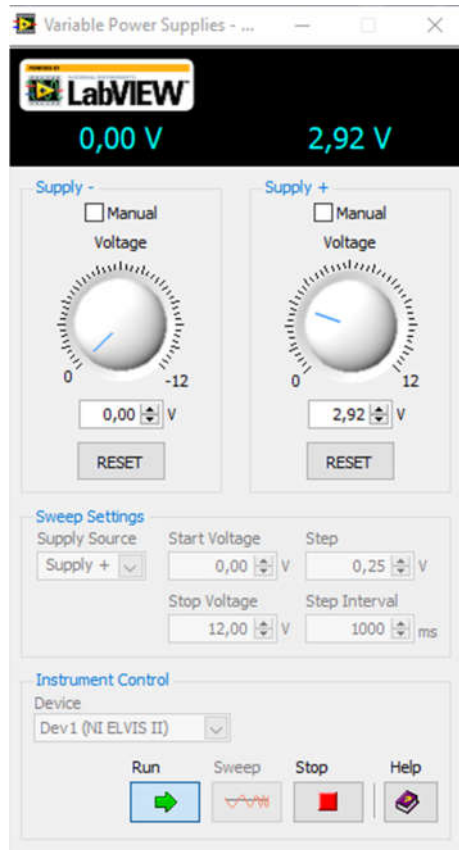 Variable Power Supplies - ...
LabVIEW
0,00 V 2,92 V
Supply - Supply +
Manual Manual
Voltage Voltage
0 -12 0 12
0,00 V 2,92 V
RESET RESET
Sweep Settings
Supply Source Start Voltage Step
Supply + 0,00 V 0,25 V
Stop Voltage Step Interval
12,00 V 1000 ms
Instrument Control
Device
Dev1 (NI ELVIS II)
Run Sweep Stop Help